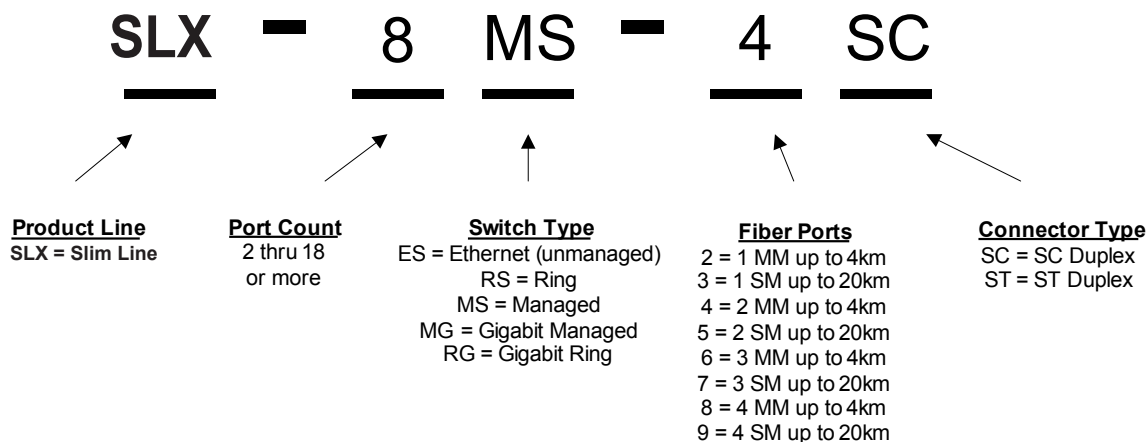 SLX - 8 MS - 4 SC
Product Line
SLX = Slim Line
Port Count
2 thru 18
or more
Switch Type
ES = Ethernet (unmanaged)
RS = Ring
MS = Managed
MG = Gigabit Managed
RG = Gigabit Ring
Fiber Ports
2 = 1 MM up to 4km
3 = 1 SM up to 20km
4 = 2 MM up to 4km
5 = 2 SM up to 20km
6 = 3 MM up to 4km
7 = 3 SM up to 20km
8 = 4 MM up to 4km
9 = 4 SM up to 20km
Connector Type
SC = SC Duplex
ST = ST Duplex